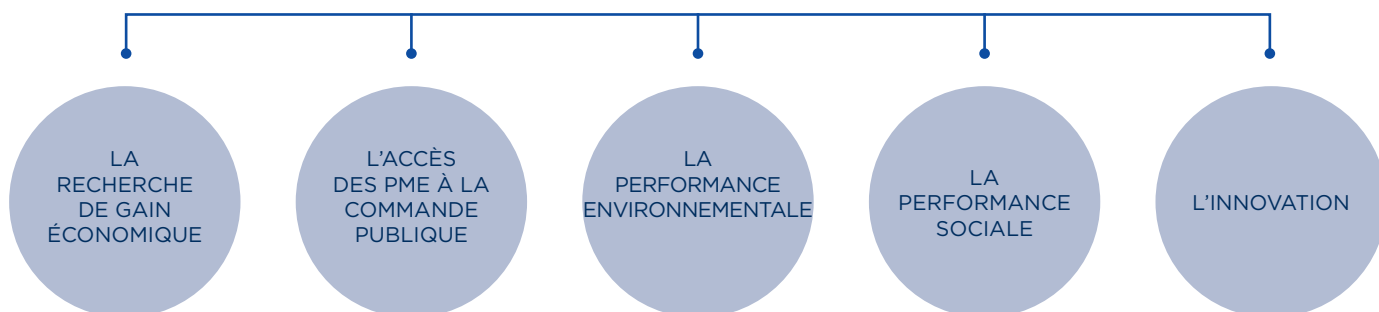 LA
RECHERCHE
DE GAIN
ÉCONOMIQUE
L’ACCÈS
DES PME À LA
COMMANDE
PUBLIQUE
LA
PERFORMANCE
ENVIRONNEMENTALE
LA
PERFORMANCE
SOCIALE
L’INNOVATION